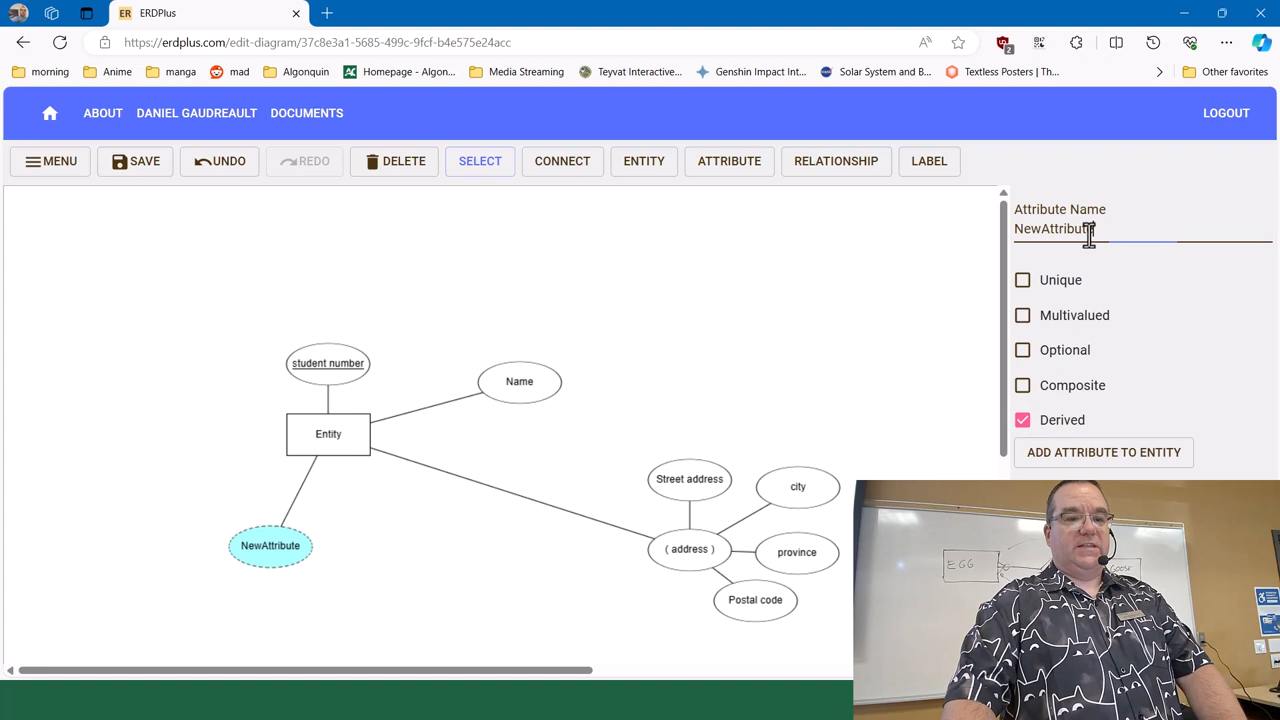 ERDPlus
https://erdplus.com/edit-diagram/37c8e3a1-5685-499c-9fcf-b4e575e24acc
2
morning
Anime
manga
mad
Algonquin
Homepage - Algon...
Media Streaming
Teyvat Interactive...
Genshin Impact Int...
Solar System and B...
Textless Posters | Th...
Other favorites
ABOUT
DANIEL GAUDREAULT
DOCUMENTS
LOGOUT
MENU
SAVE
UNDO
REDO
DELETE
SELECT
CONNECT
ENTITY
ATTRIBUTE
RELATIONSHIP
LABEL
Attribute Name
NewAttribute
Unique
Multivalued
Optional
Composite
Derived
ADD ATTRIBUTE TO ENTITY
student number
Name
Entity
Street address
city
( address )
province
NewAttribute
Postal code
EGG
GOOSE